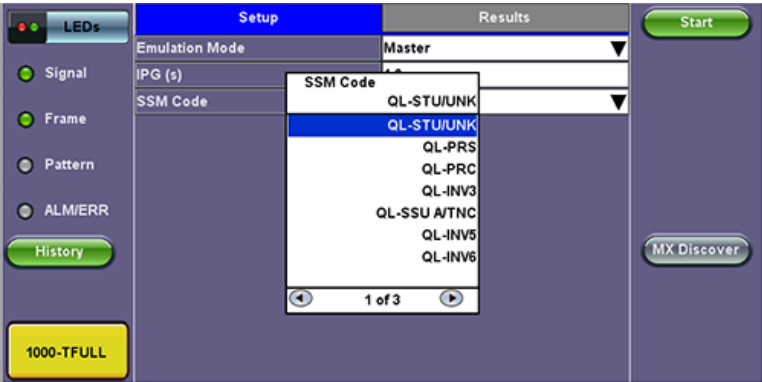 LEDs
Setup
Results
Start
Emulation Mode
Master
Signal
IPG (s)
SSM Code
SSM Code
QL-STU/UNK
QL-STU/UNK
QL-PRS
QL-PRC
QL-INV3
QL-SSU A/TNC
QL-INV5
QL-INV6
1 of 3
Frame
Pattern
ALM/ERR
History
MX Discover
1000-TFULL